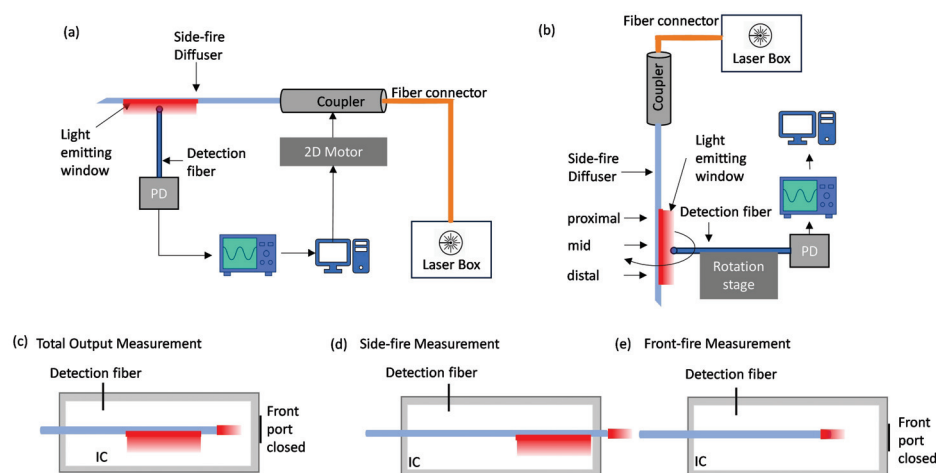 (a)
Side-fire
Diffuser
Coupler
Fiber connector
Light
emitting
window
Detection
fiber
2D Motor
PD
Laser Box
(b)
Fiber connector
Laser Box
Coupler
Side-fire
Diffuser
Light
emitting
window
proximal
Detection fiber
mid
PD
distal
Rotation
stage
(c) Total Output Measurement
Detection fiber
Front
port
closed
IC
(d) Side-fire Measurement
Detection fiber
IC
(e) Front-fire Measurement
Detection fiber
Front
port
closed
IC